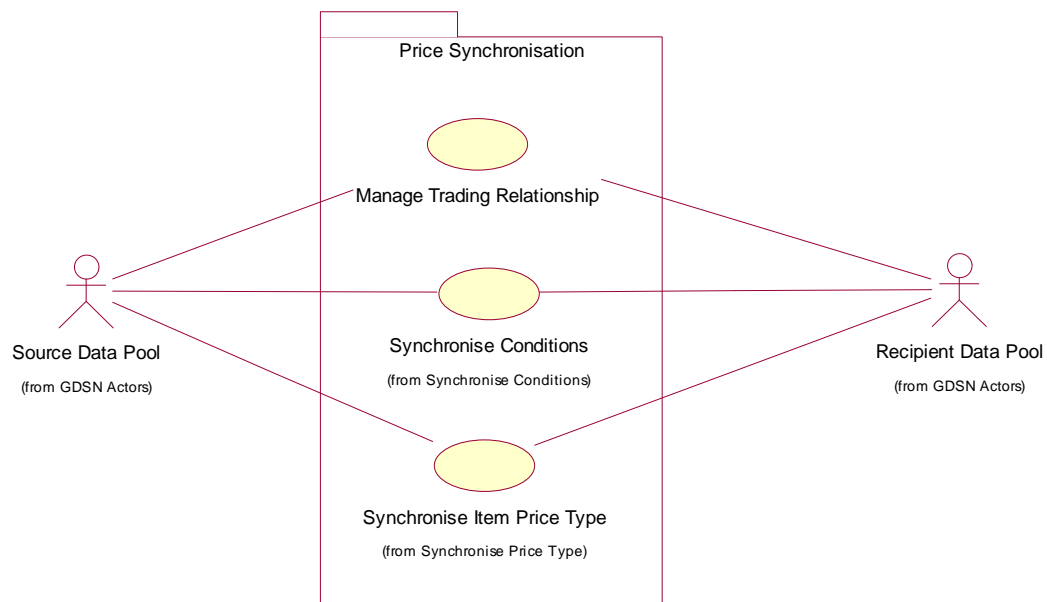 Price Synchronisation
Manage Trading Relationship
Source Data Pool
(from GDSN Actors)
Synchronise Conditions
(from Synchronise Conditions)
Recipient Data Pool
(from GDSN Actors)
Synchronise Item Price Type
(from Synchronise Price Type)